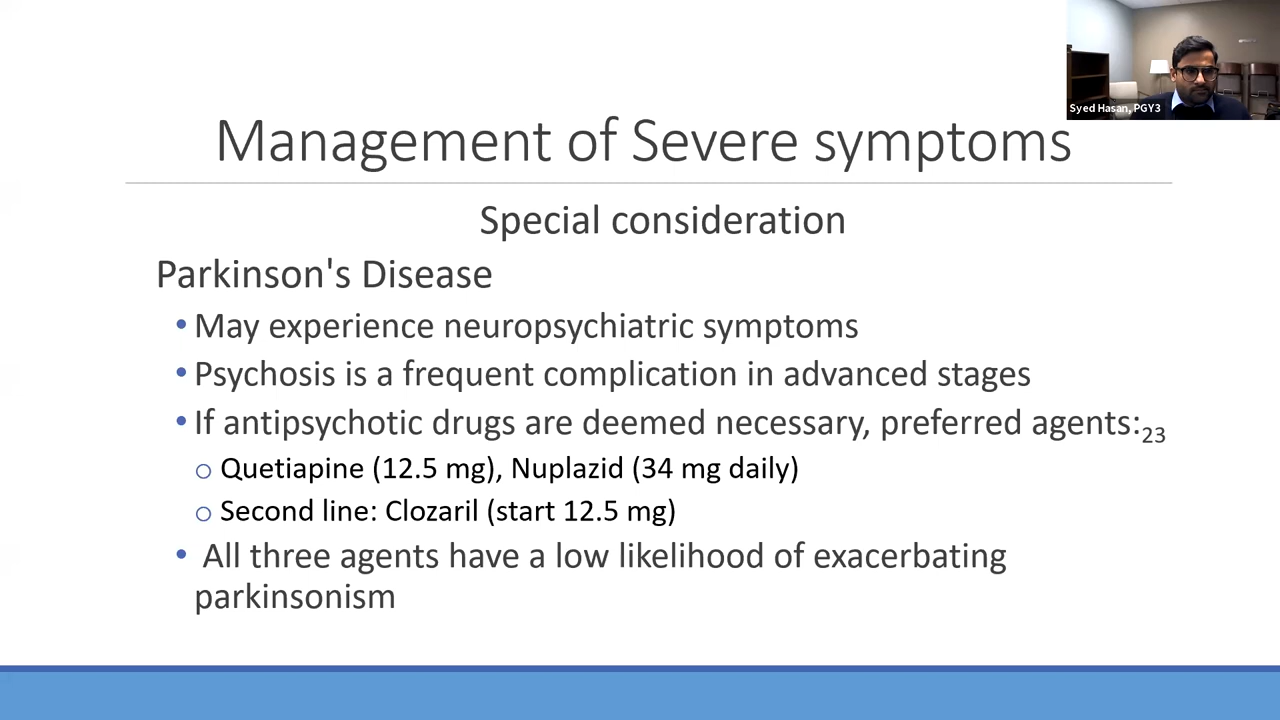 Syed Hasan, PGY3
Management of Severe symptoms
Special consideration
Parkinson's Disease
• May experience neuropsychiatric symptoms
• Psychosis is a frequent complication in advanced stages
• If antipsychotic drugs are deemed necessary, preferred agents:23
o Quetiapine (12.5 mg), Nuplazid (34 mg daily)
o Second line: Clozaril (start 12.5 mg)
• All three agents have a low likelihood of exacerbating
parkinsonism